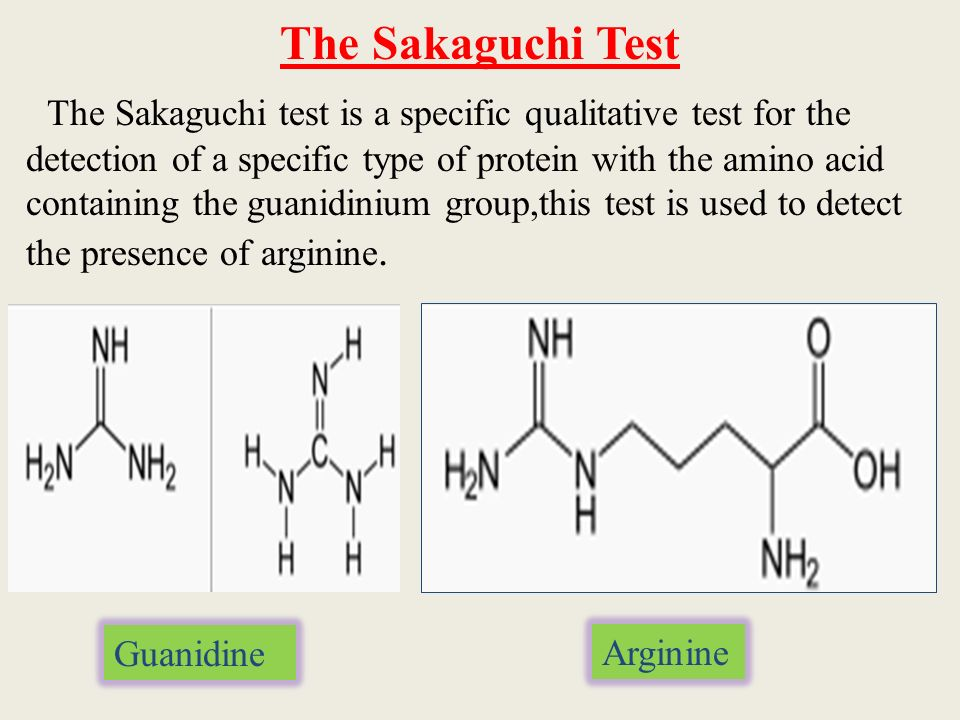 The Sakaguchi Test
The Sakaguchi test is a specific qualitative test for the
detection of a specific type of protein with the amino acid
containing the guanidinium group,this test is used to detect
the presence of arginine.
NH
H₂N NH₂
H
N
H C H
N N
H H
NH O
H₂N N OH
H
NH₂
Guanidine
Arginine